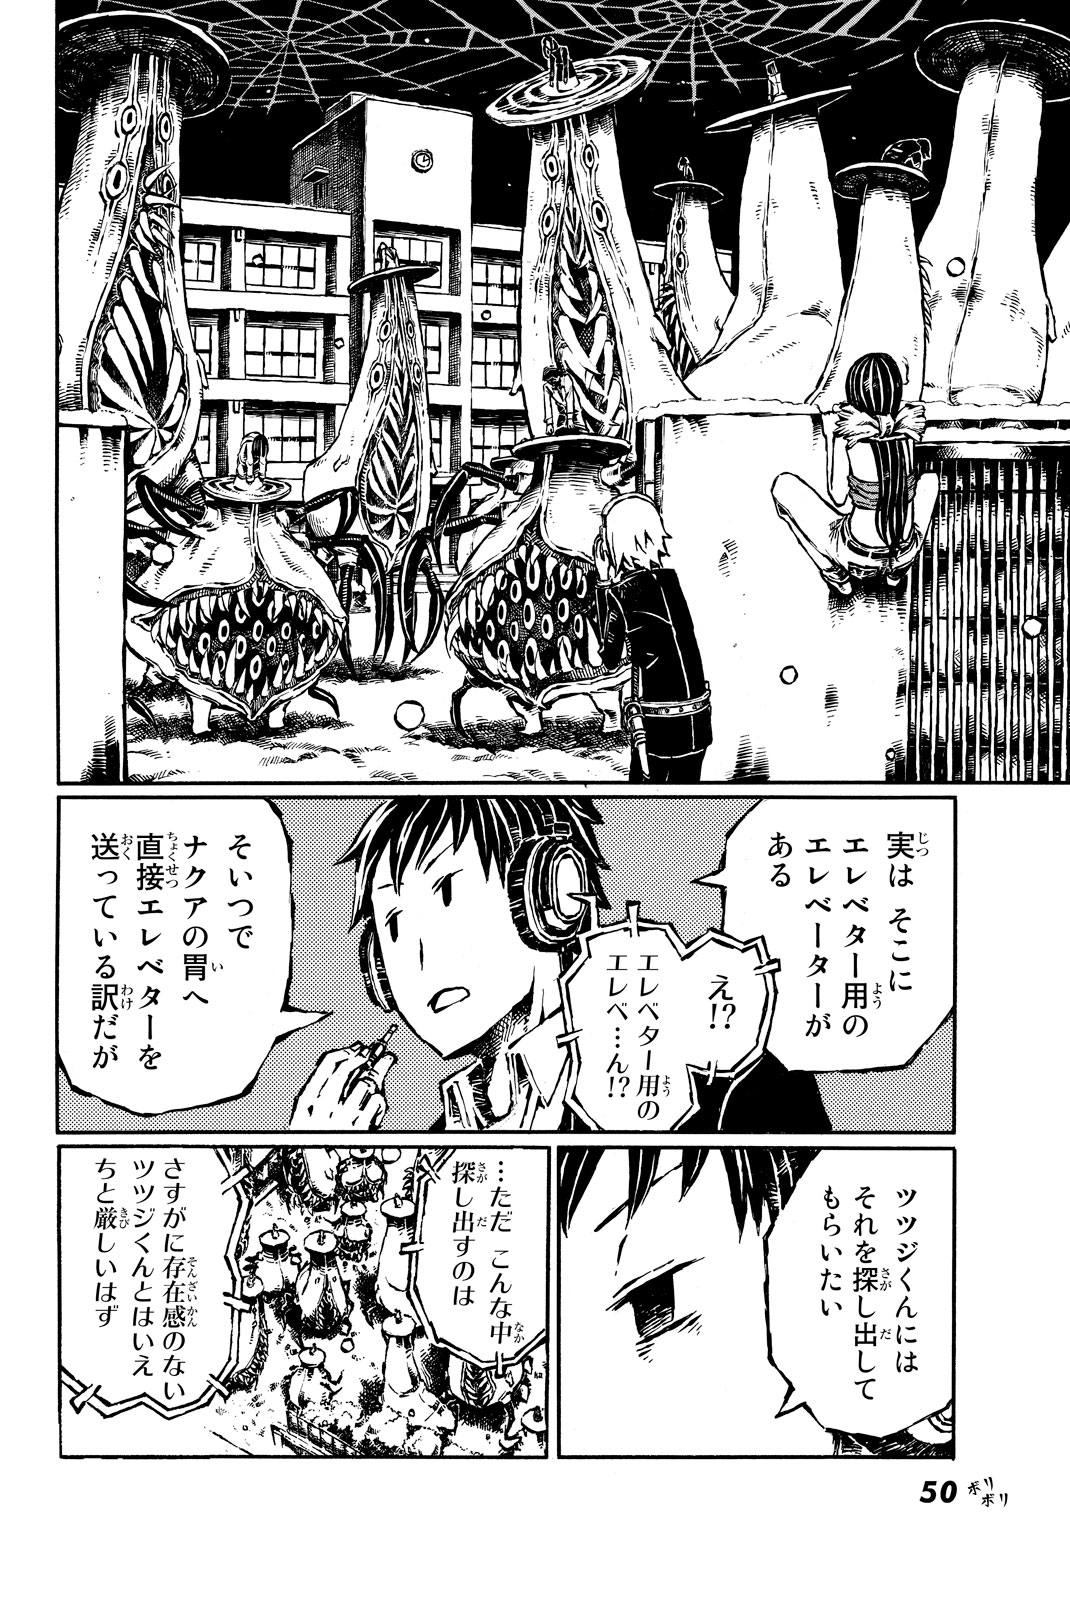 実は そこに
エレベター用の
エレベーターが
ある
え!?
エレベター用の
エレベ…ん!?
そいつで
ナクアの胃へ
直接エレベターを
送っている訳だが
ツツジくんには
それを探し出して
もらいたい
…ただ こんな中
探し出すのは
さすがに存在感のない
ツツジくんとはいえ
ちと厳しいはず
50
ボリ
ボリ